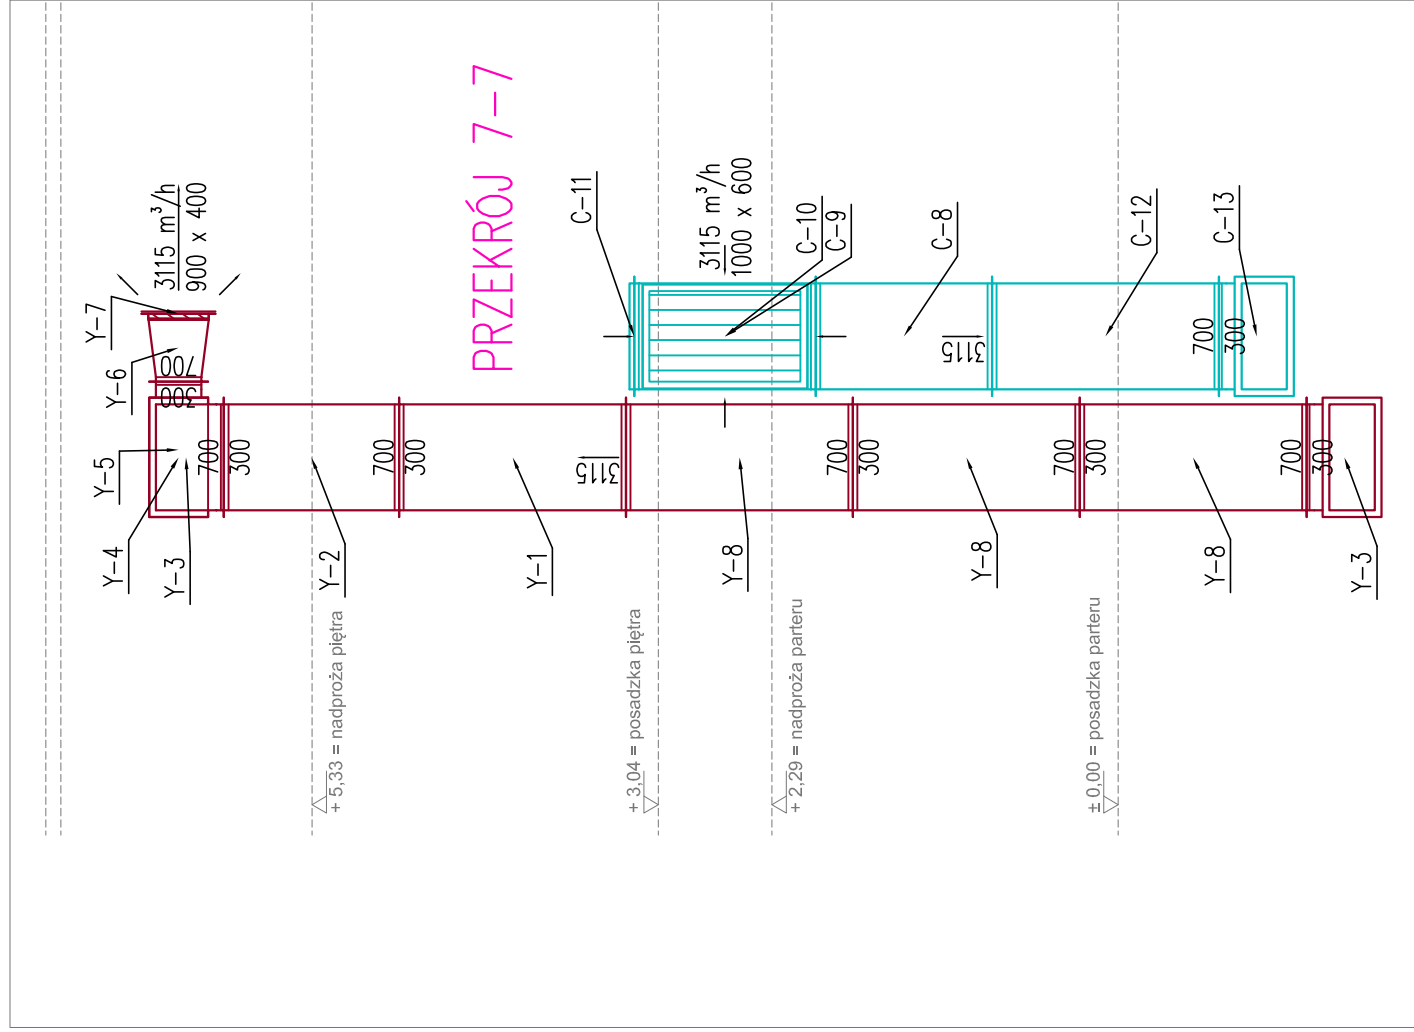 PRZEKRÓJ 7-7
Y-7
3115 m³/h
900 x 400
Y-6
700
300
Y-5
Y-4
Y-3
700
300
Y-2
700
300
Y-1
3115
Y-8
700
300
Y-8
700
300
Y-8
700
300
Y-3
C-11
3115 m³/h
1000 x 600
C-10
C-9
C-8
3115
C-12
700
300
C-13
+ 5,33 = nadproża piętra
+ 3,04 = posadzka piętra
+ 2,29 = nadproża parteru
± 0,00 = posadzka parteru